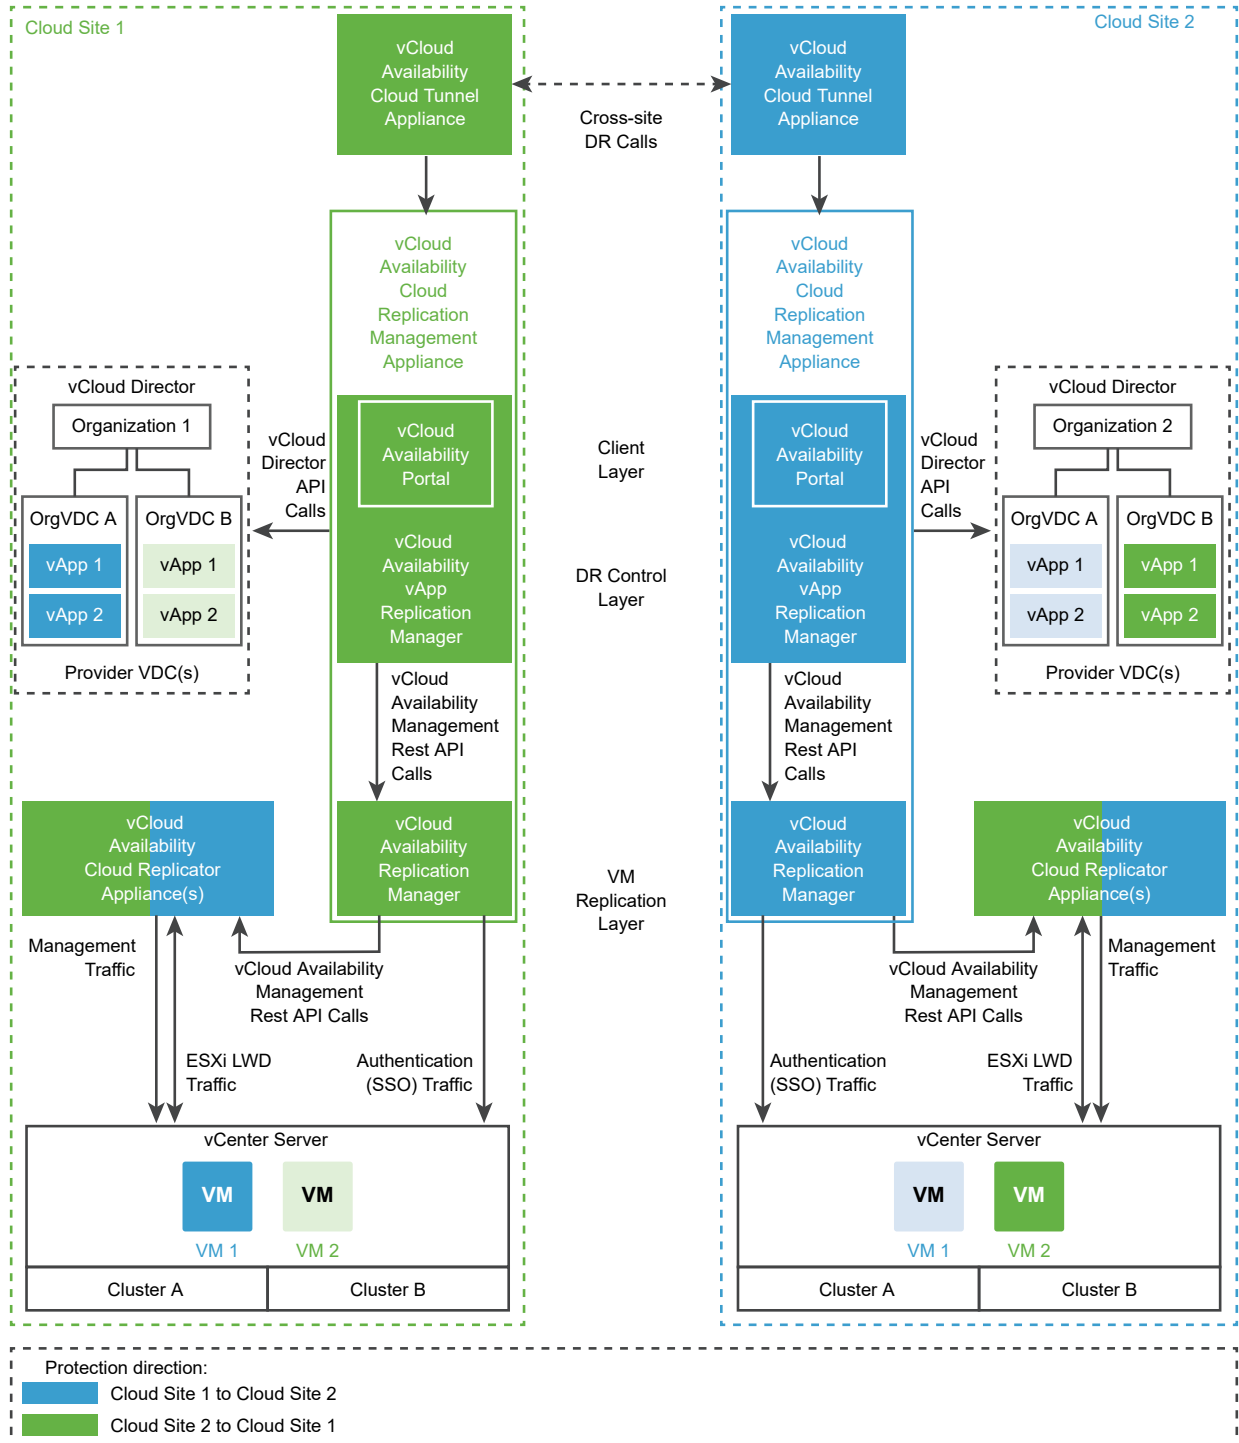 Cloud Site 1
Cloud Site 2
vCloud
Availability
Cloud Tunnel
Appliance
Cross-site
DR Calls
vCloud
Availability
Cloud Tunnel
Appliance
vCloud
Availability
Cloud
Replication
Management
Appliance
vCloud
Availability
Cloud
Replication
Management
Appliance
vCloud Director
Organization 1
OrgVDC A
vApp 1
vApp 2
OrgVDC B
vApp 1
vApp 2
Provider VDC(s)
vCloud
Director
API
Calls
vCloud
Availability
Portal
vCloud
Availability
vApp
Replication
Manager
Client
Layer
DR Control
Layer
vCloud
Availability
Portal
vCloud
Availability
vApp
Replication
Manager
vCloud
Director
API
Calls
vCloud Director
Organization 2
OrgVDC A
vApp 1
vApp 2
OrgVDC B
vApp 1
vApp 2
Provider VDC(s)
vCloud
Availability
Management
Rest API
Calls
vCloud
Availability
Management
Rest API
Calls
vCloud
Availability
Cloud Replicator
Appliance(s)
vCloud
Availability
Replication
Manager
VM
Replication
Layer
vCloud
Availability
Replication
Manager
vCloud
Availability
Cloud Replicator
Appliance(s)
Management
Traffic
vCloud Availability
Management
Rest API Calls
vCloud Availability
Management
Rest API Calls
Management
Traffic
ESXi LWD
Traffic
Authentication
(SSO) Traffic
Authentication
(SSO) Traffic
ESXi LWD
Traffic
vCenter Server
VM
VM
VM 1
VM 2
Cluster A
Cluster B
vCenter Server
VM
VM
VM 1
VM 2
Cluster A
Cluster B
Protection direction:
Cloud Site 1 to Cloud Site 2
Cloud Site 2 to Cloud Site 1